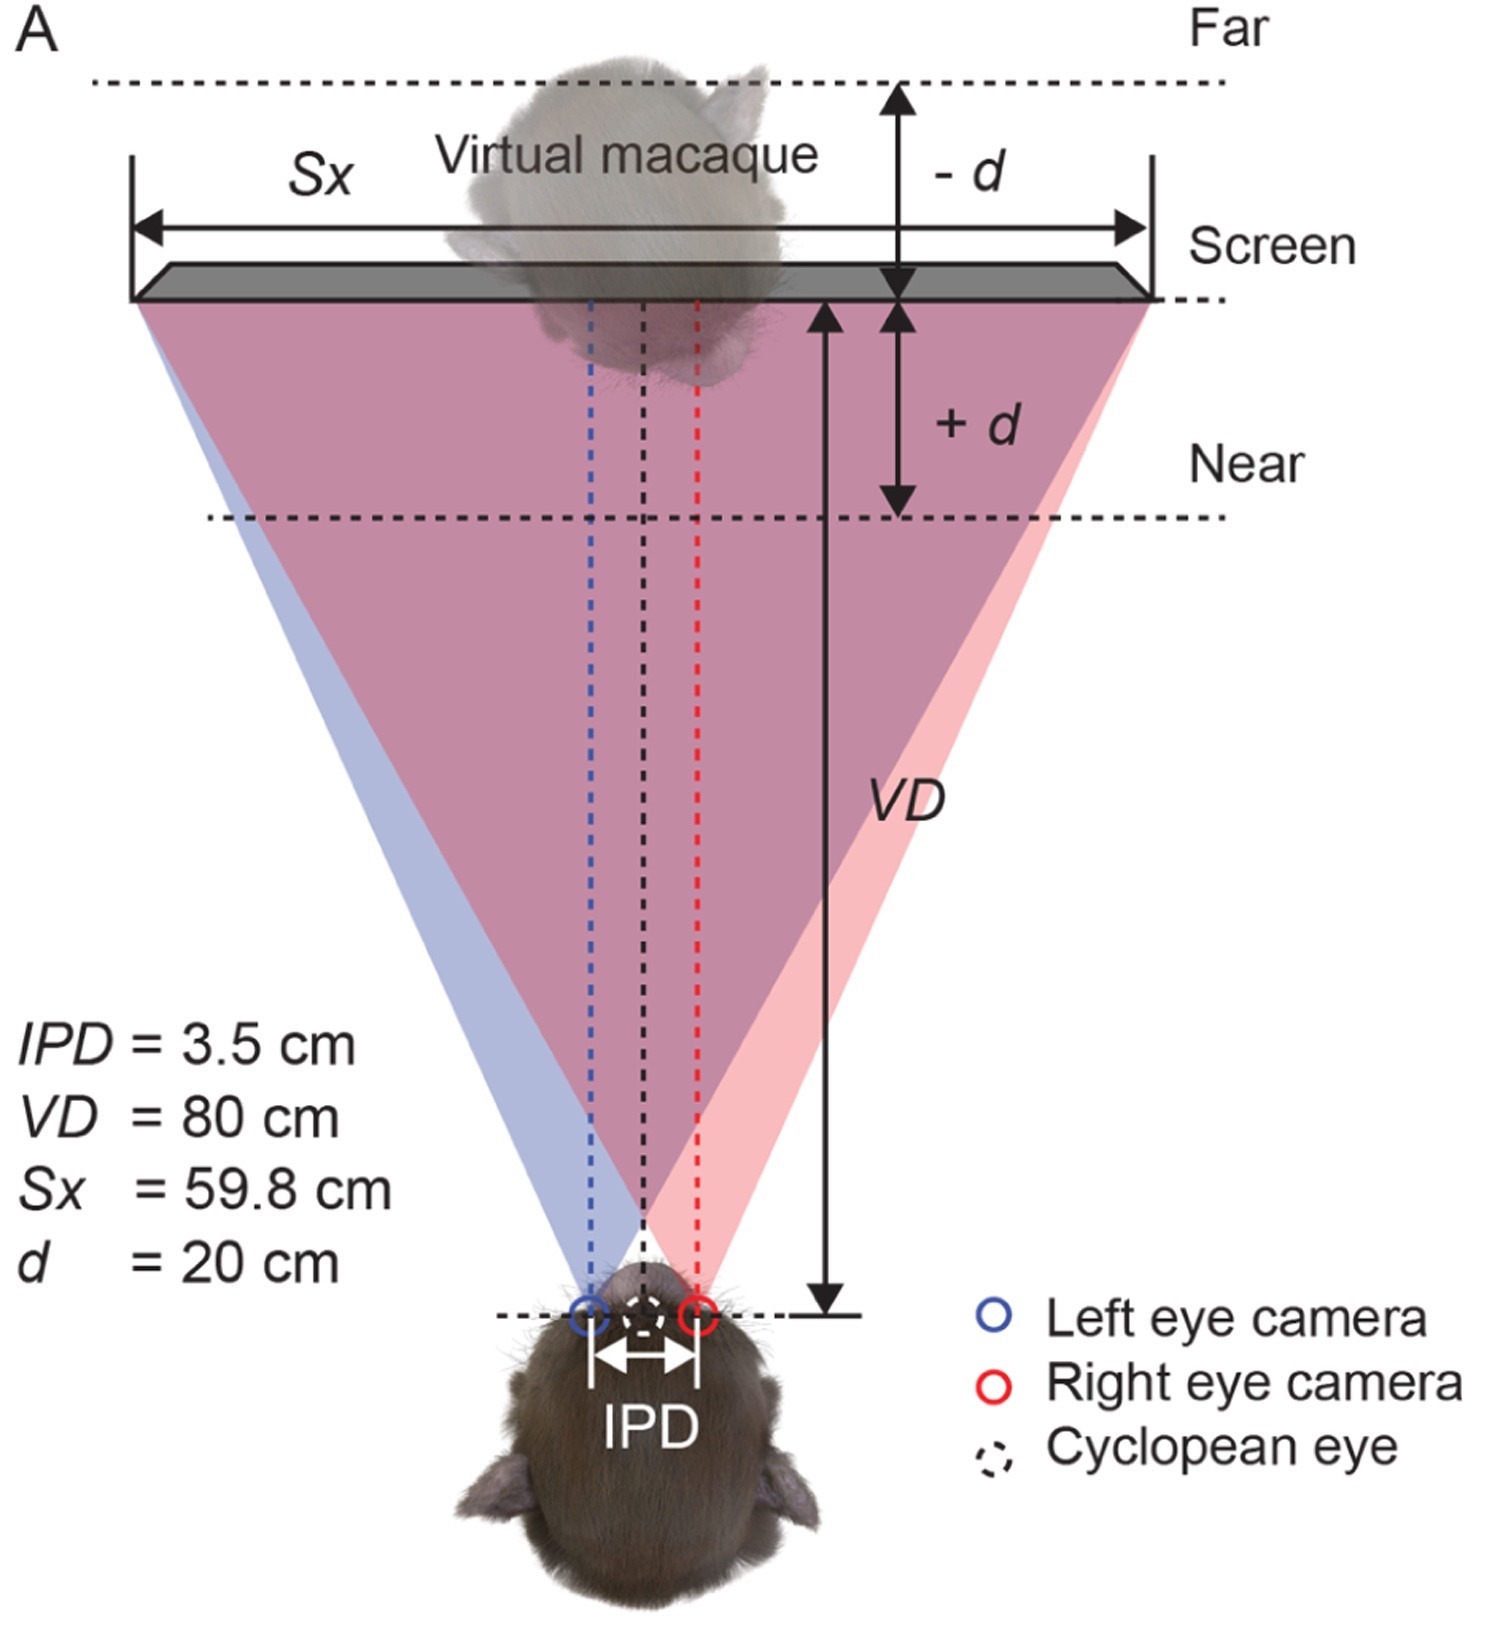 A
Far
Virtual macaque
Sx
- d
Screen
+ d
Near
VD
IPD = 3.5 cm
VD = 80 cm
Sx = 59.8 cm
d = 20 cm
IPD
Left eye camera
Right eye camera
Cyclopean eye